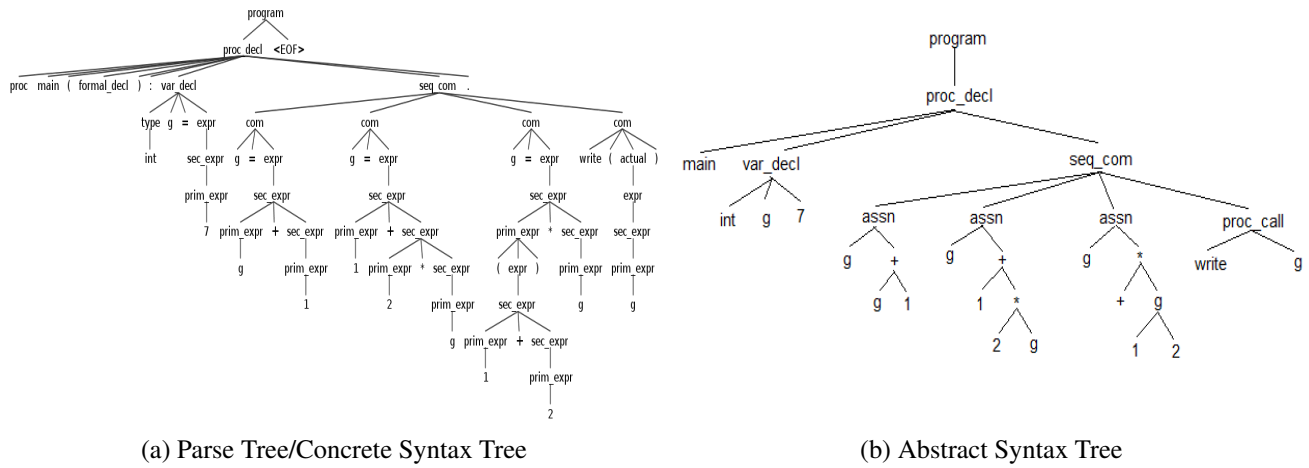 program
proc_decl <EOF>
proc main ( formal_decl ) : var_decl seq_com .
type g = expr com com com com
int sec_expr g = expr g = expr g = expr write ( actual )
prim_expr sec_expr sec_expr sec_expr expr
7 prim_expr + sec_expr prim_expr + sec_expr prim_expr * sec_expr sec_expr
g prim_expr 1 prim_expr * sec_expr ( expr ) prim_expr prim_expr
1 2 prim_expr sec_expr g g
g prim_expr + sec_expr
1 prim_expr
2
(a) Parse Tree/Concrete Syntax Tree
program
proc_decl
main var_decl seq_com
int g 7 assn assn assn proc_call
g + g + g * write g
g 1 1 * + g
2 g 1 2
(b) Abstract Syntax Tree